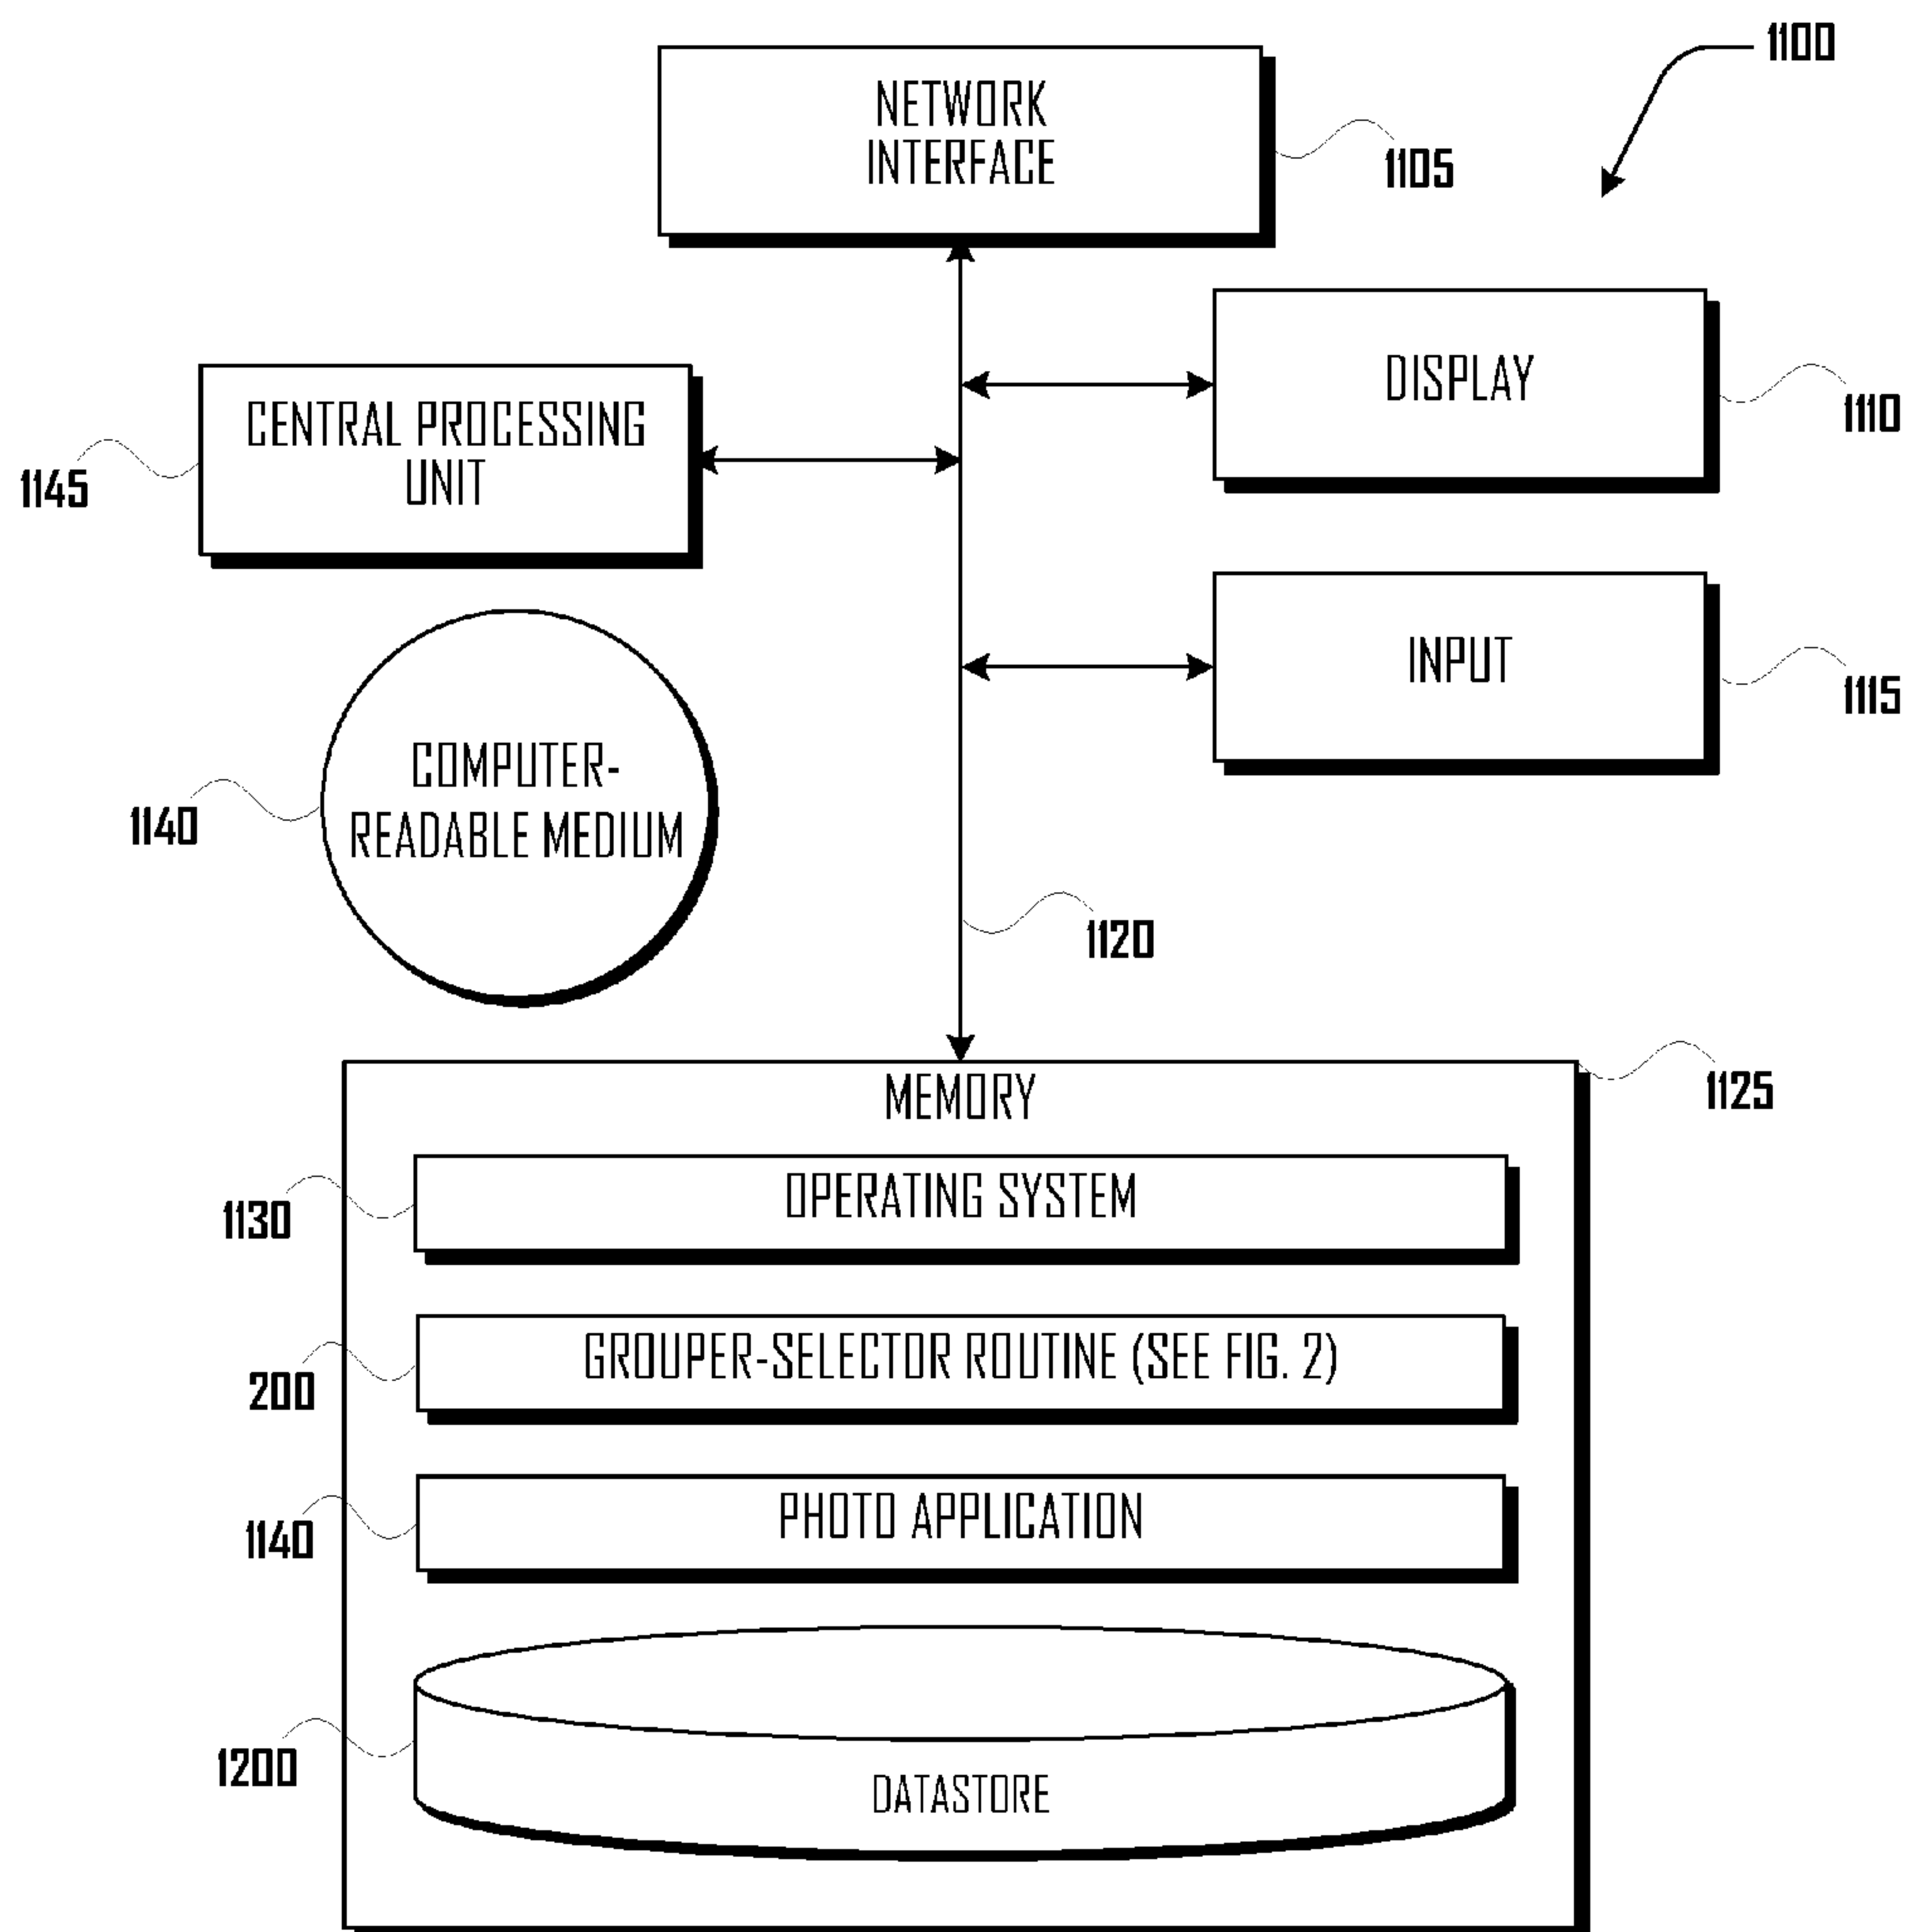 1100
NETWORK
INTERFACE
1105
DISPLAY
1110
CENTRAL PROCESSING
UNIT
1145
INPUT
1115
COMPUTER-
READABLE MEDIUM
1140
1120
MEMORY
1125
OPERATING SYSTEM
1130
GROUPER-SELECTOR ROUTINE (SEE FIG. 2)
200
PHOTO APPLICATION
1140
DATASTORE
1200